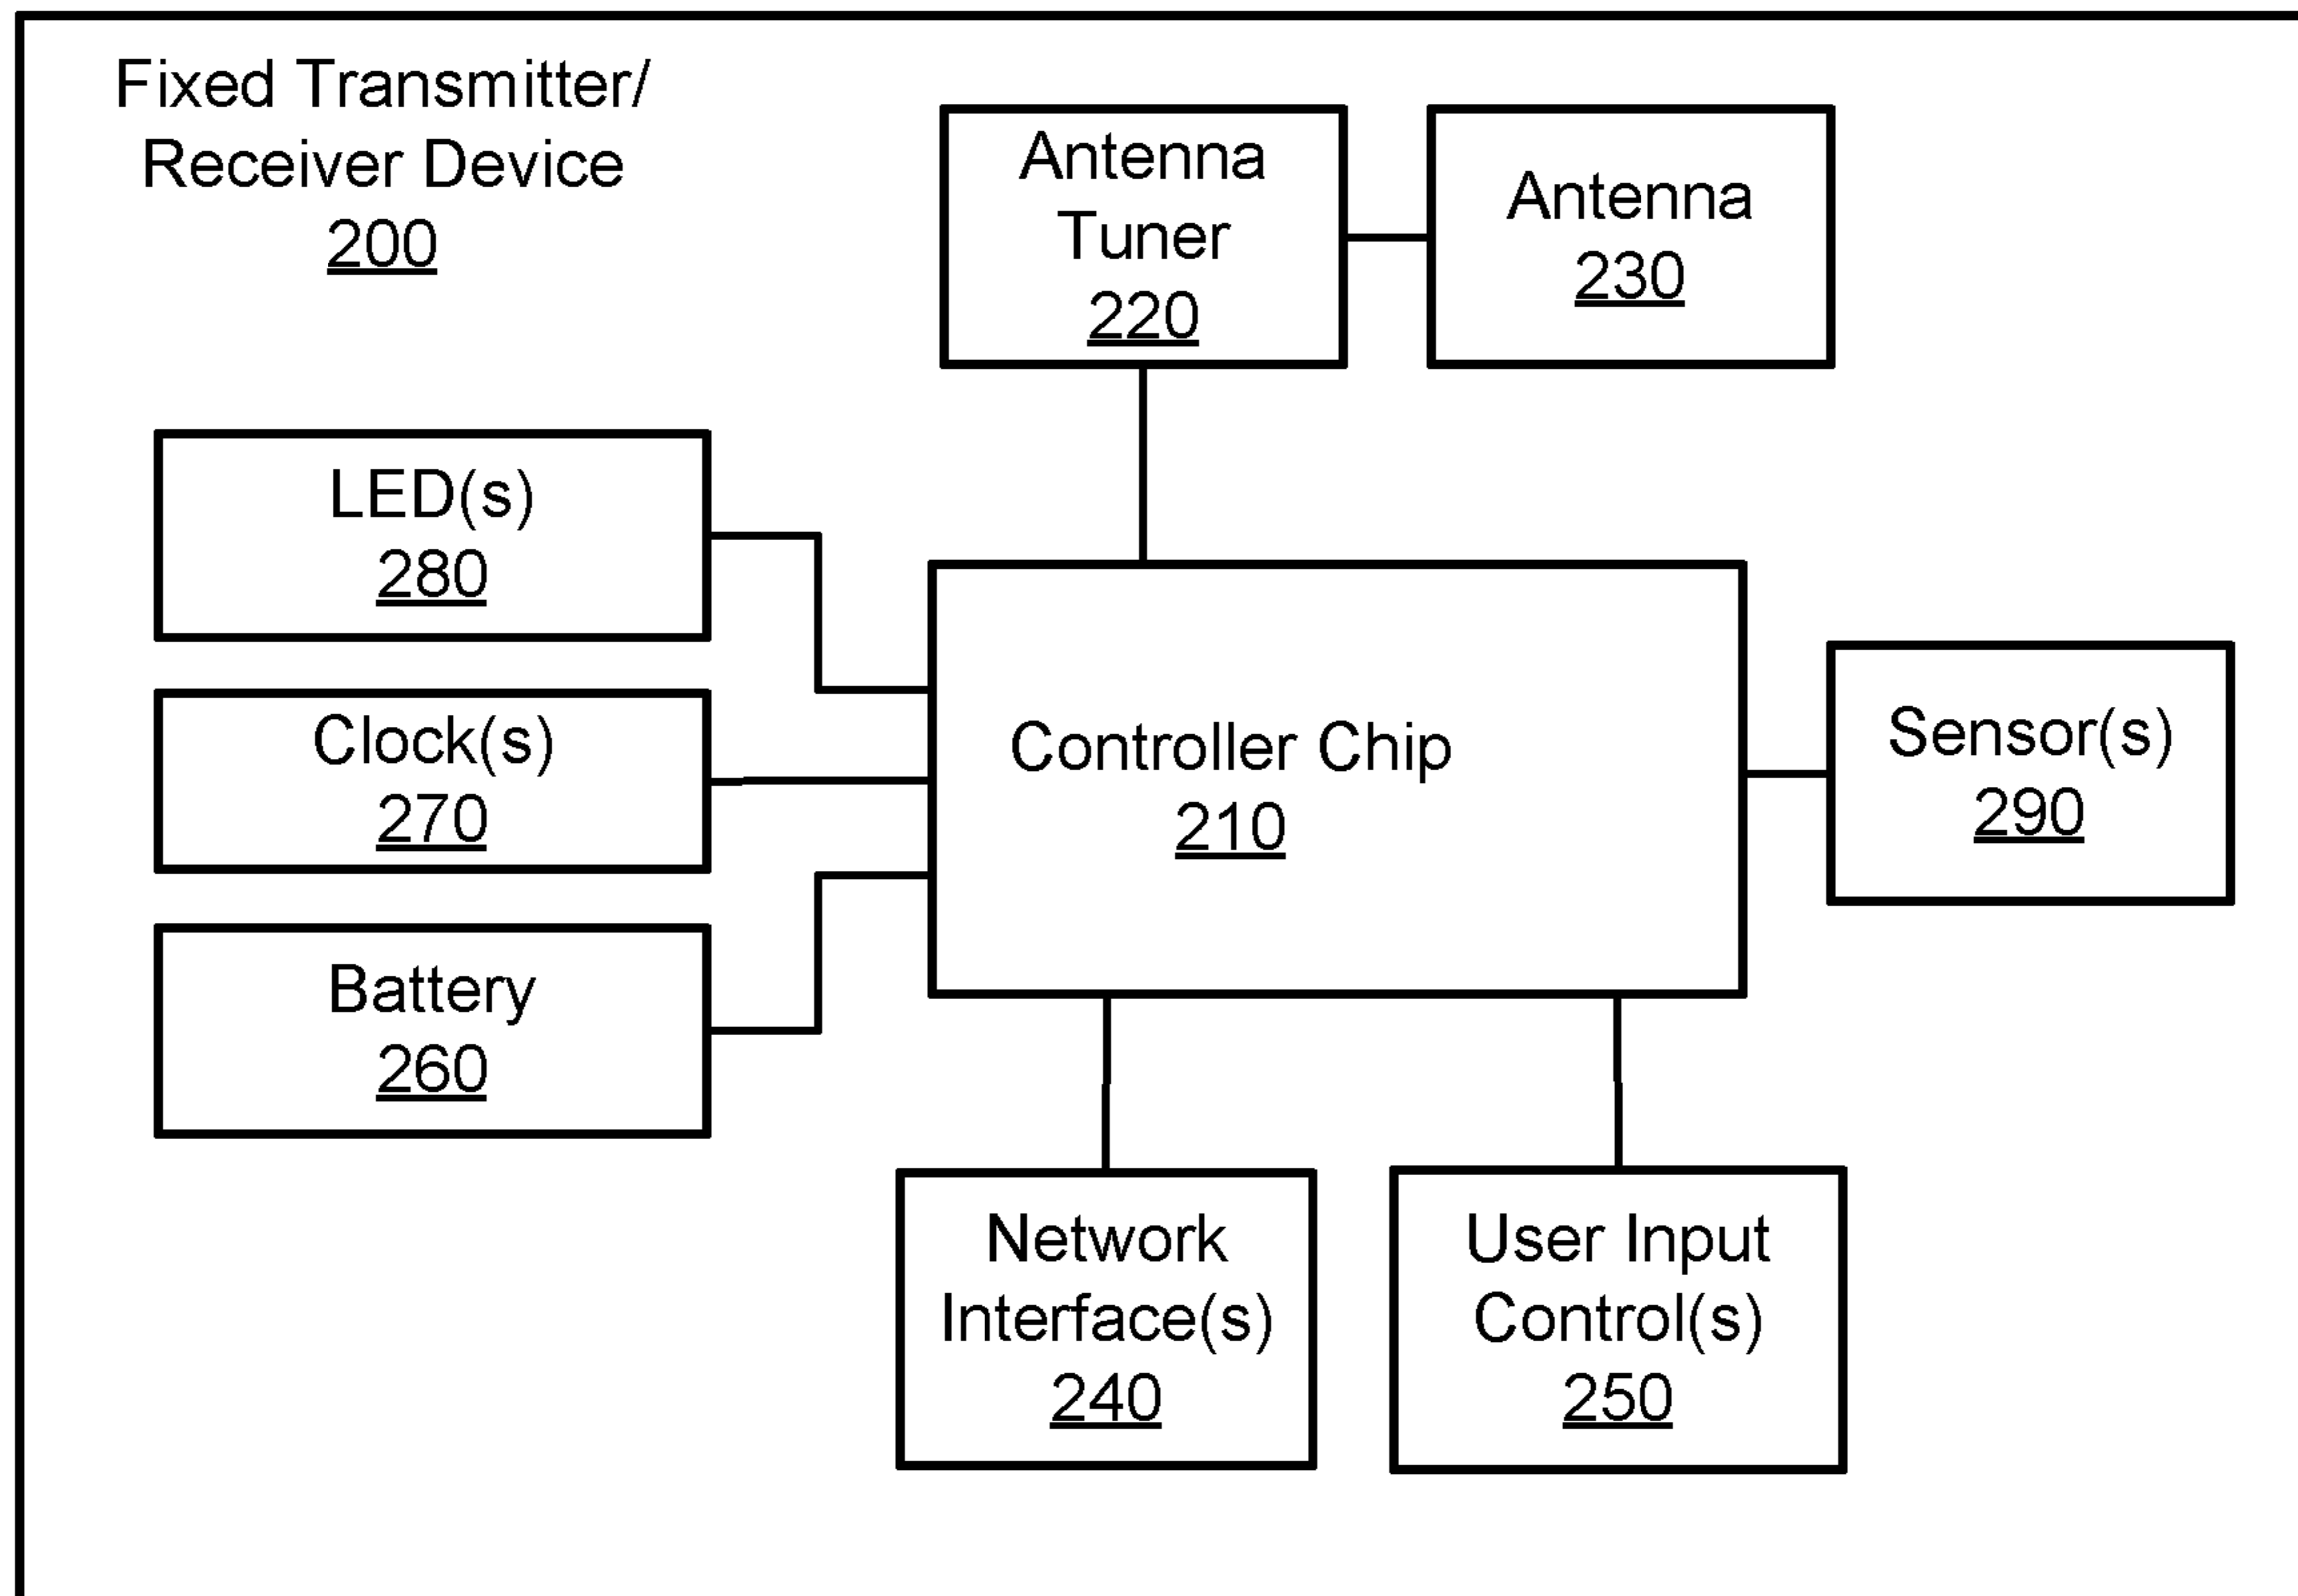 Fixed Transmitter/
Receiver Device
200
Antenna
Tuner
220
Antenna
230
LED(s)
280
Clock(s)
270
Battery
260
Controller Chip
210
Sensor(s)
290
Network
Interface(s)
240
User Input
Control(s)
250